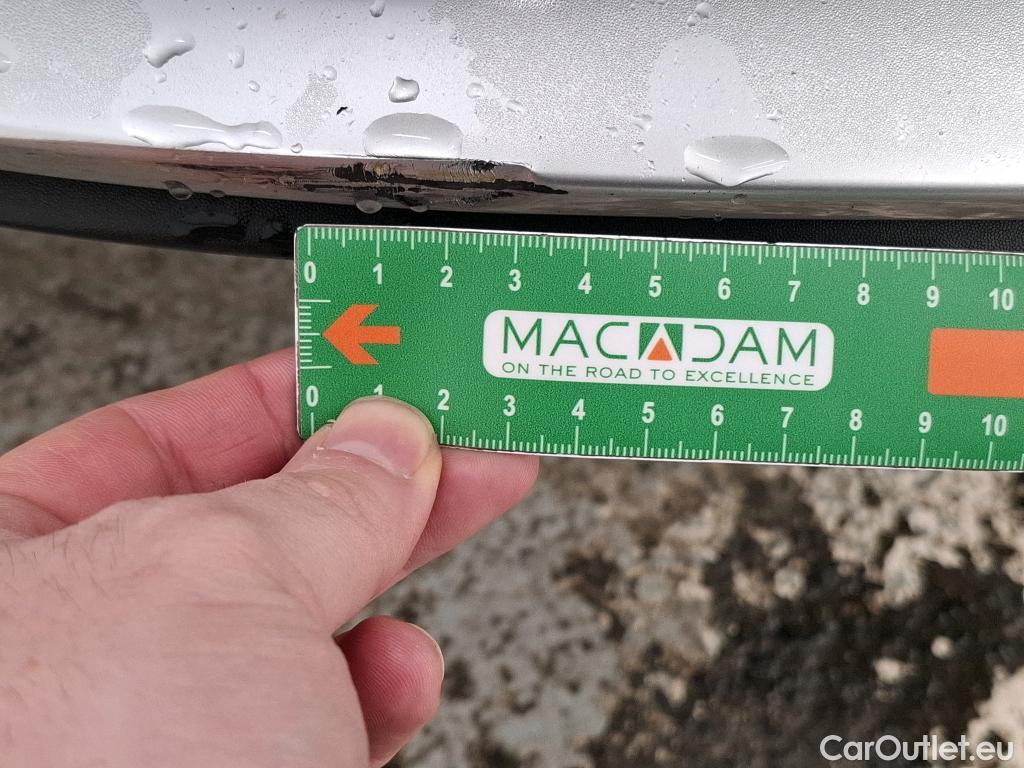 0 1 2 3 4 5 6 7 8 9 10
MACADAM
ON THE ROAD TO EXCELLENCE
0 1 2 3 4 5 6 7 8 9 10
CarOutlet.eu